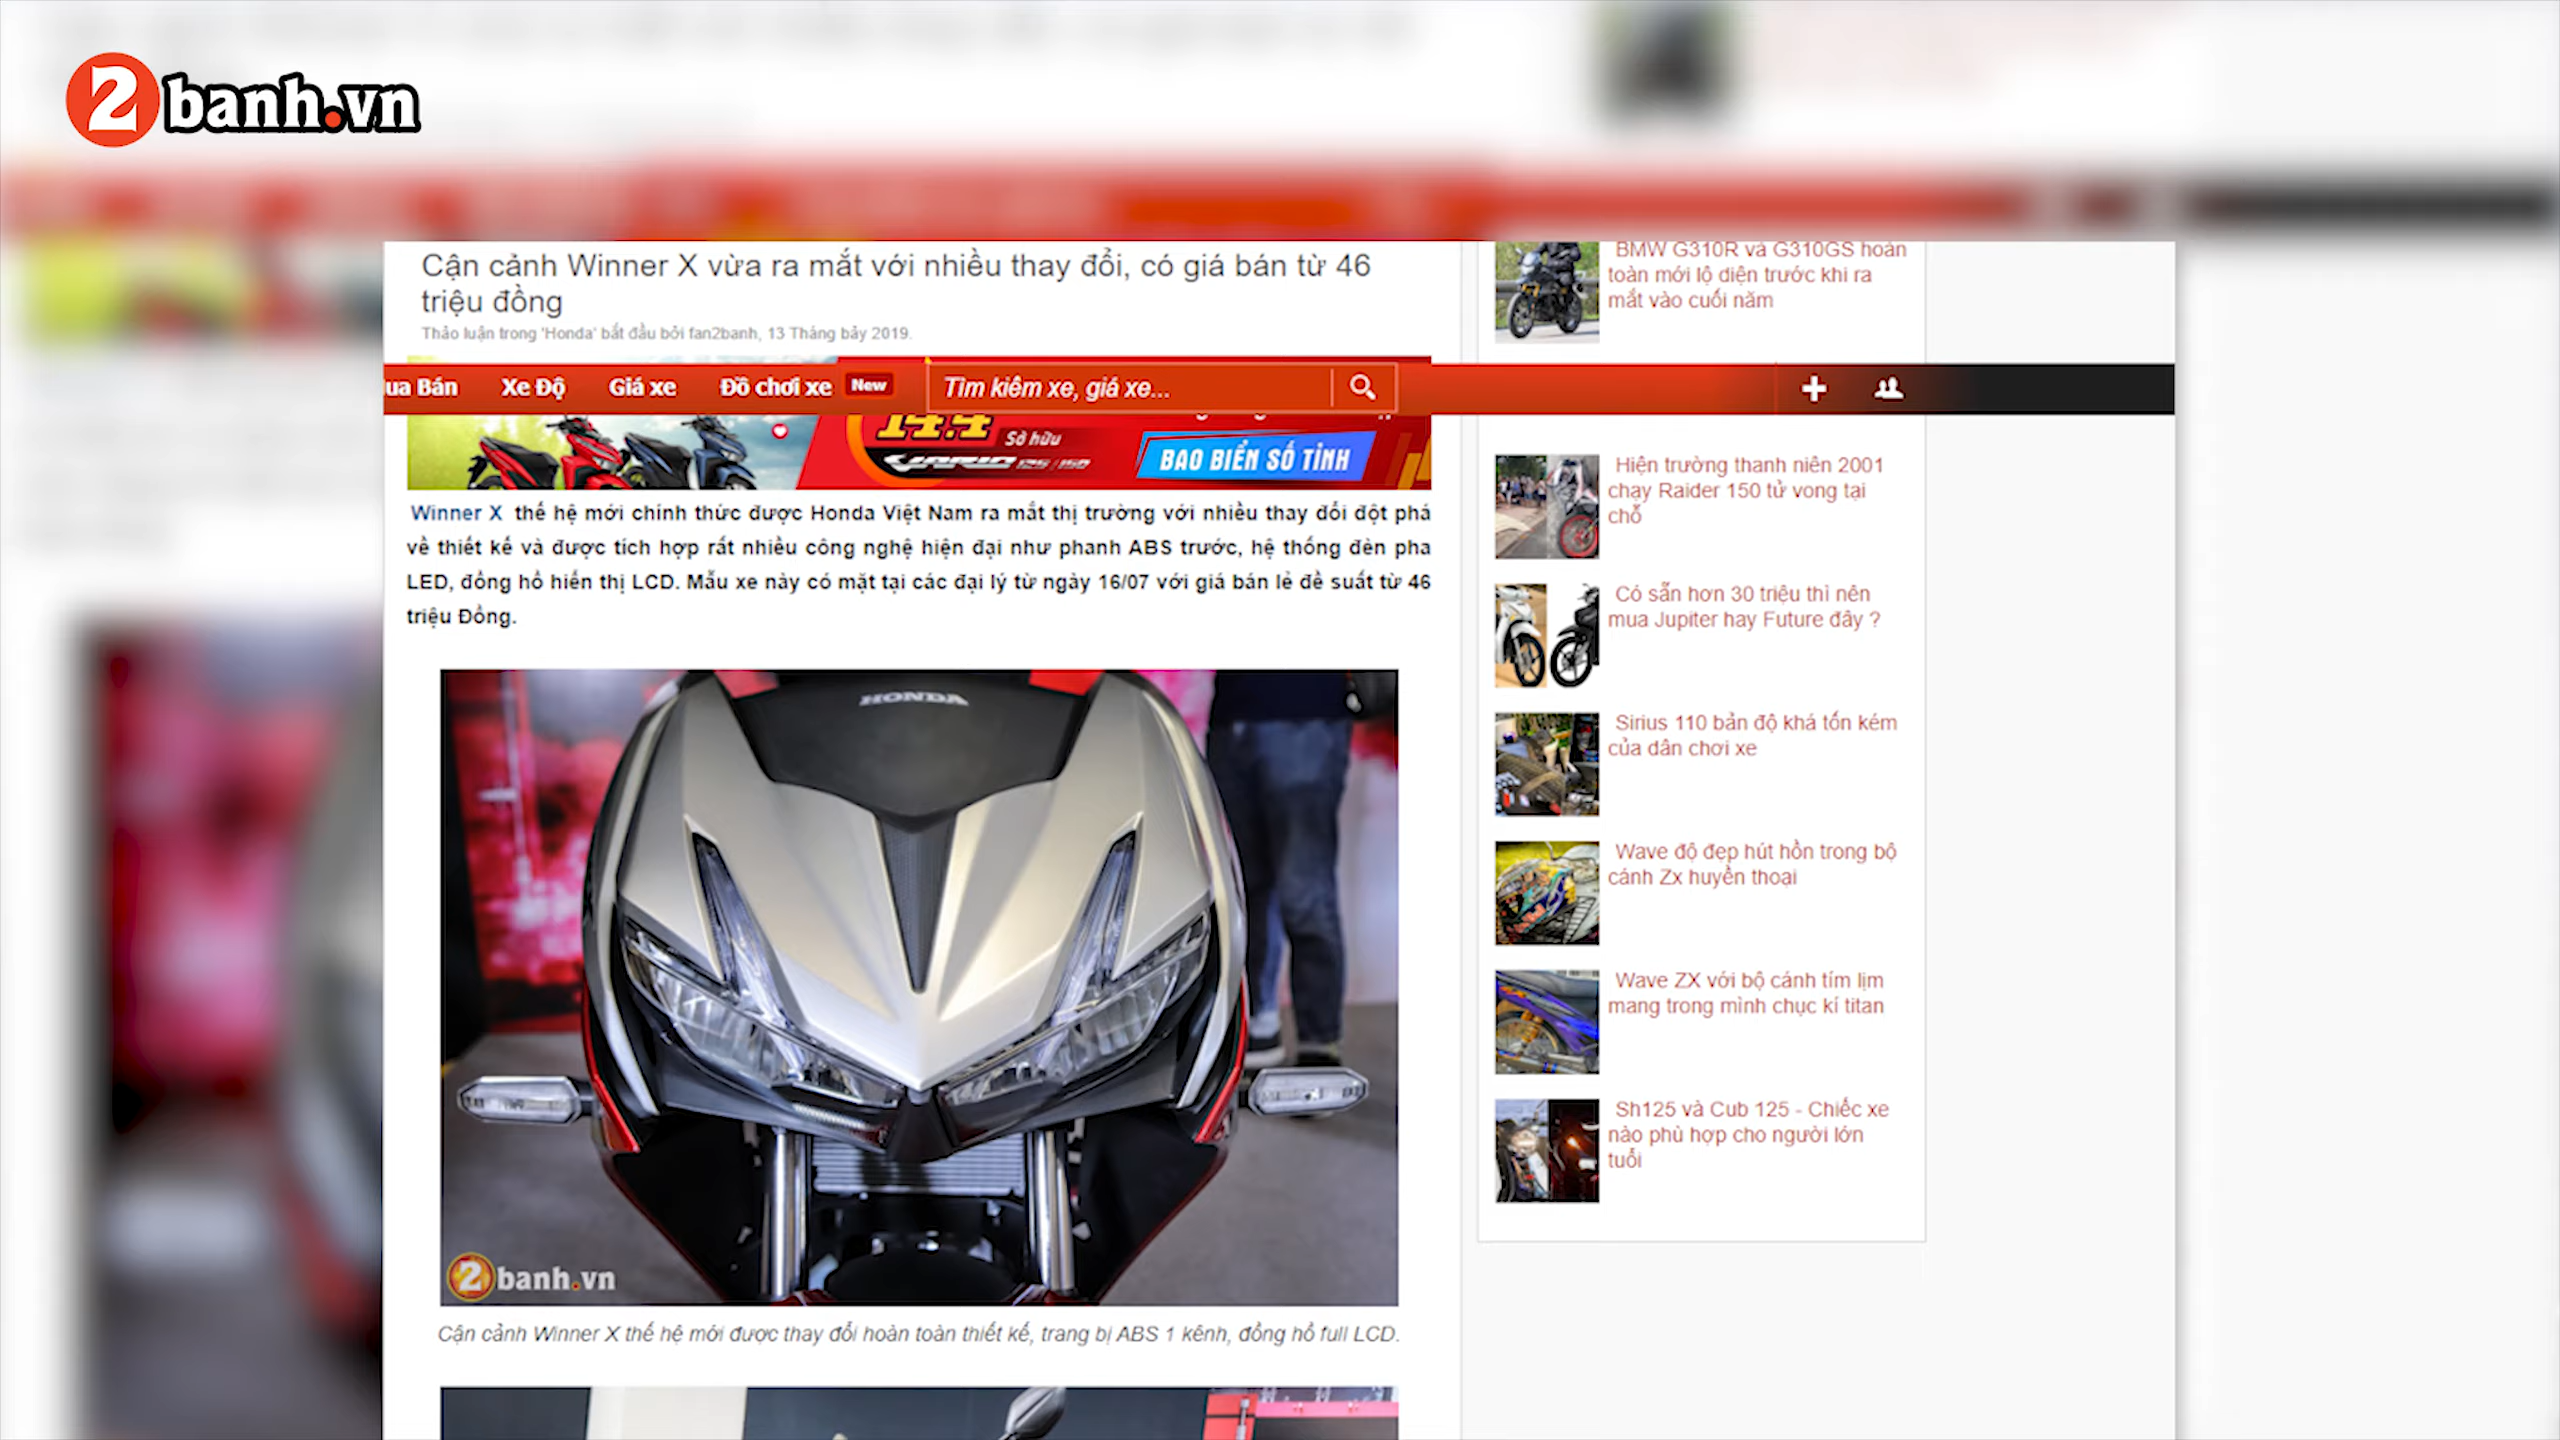 2banh.vn
Cận cảnh Winner X vừa ra mắt với nhiều thay đổi, có giá bán từ 46
triệu đồng
Thảo luận trong 'Honda' bắt đầu bởi fan2banh, 13 Tháng bảy 2019.
ua Bán Xe Độ Giá xe Đồ chơi xe New Tìm kiếm xe, giá xe...
14.4 Sở hữu
VARIO 125/150
BAO BIỂN SỐ TỈNH
Winner X thế hệ mới chính thức được Honda Việt Nam ra mắt thị trường với nhiều thay đổi đột phá
về thiết kế và được tích hợp rất nhiều công nghệ hiện đại như phanh ABS trước, hệ thống đèn pha
LED, đồng hồ hiển thị LCD. Mẫu xe này có mặt tại các đại lý từ ngày 16/07 với giá bán lẻ đề suất từ 46
triệu Đồng.
HONDA
2banh.vn
Cận cảnh Winner X thế hệ mới được thay đổi hoàn toàn thiết kế, trang bị ABS 1 kênh, đồng hồ full LCD.
BMW G310R và G310GS hoàn
toàn mới lộ diện trước khi ra
mắt vào cuối năm
Hiện trường thanh niên 2001
chạy Raider 150 tử vong tại
chỗ
Có sẵn hơn 30 triệu thì nên
mua Jupiter hay Future đây ?
Sirius 110 bản độ khá tốn kém
của dân chơi xe
Wave độ đẹp hút hồn trong bộ
cánh Zx huyền thoại
Wave ZX với bộ cánh tím lịm
mang trong mình chục kí titan
Sh125 và Cub 125 - Chiếc xe
nào phù hợp cho người lớn
tuổi